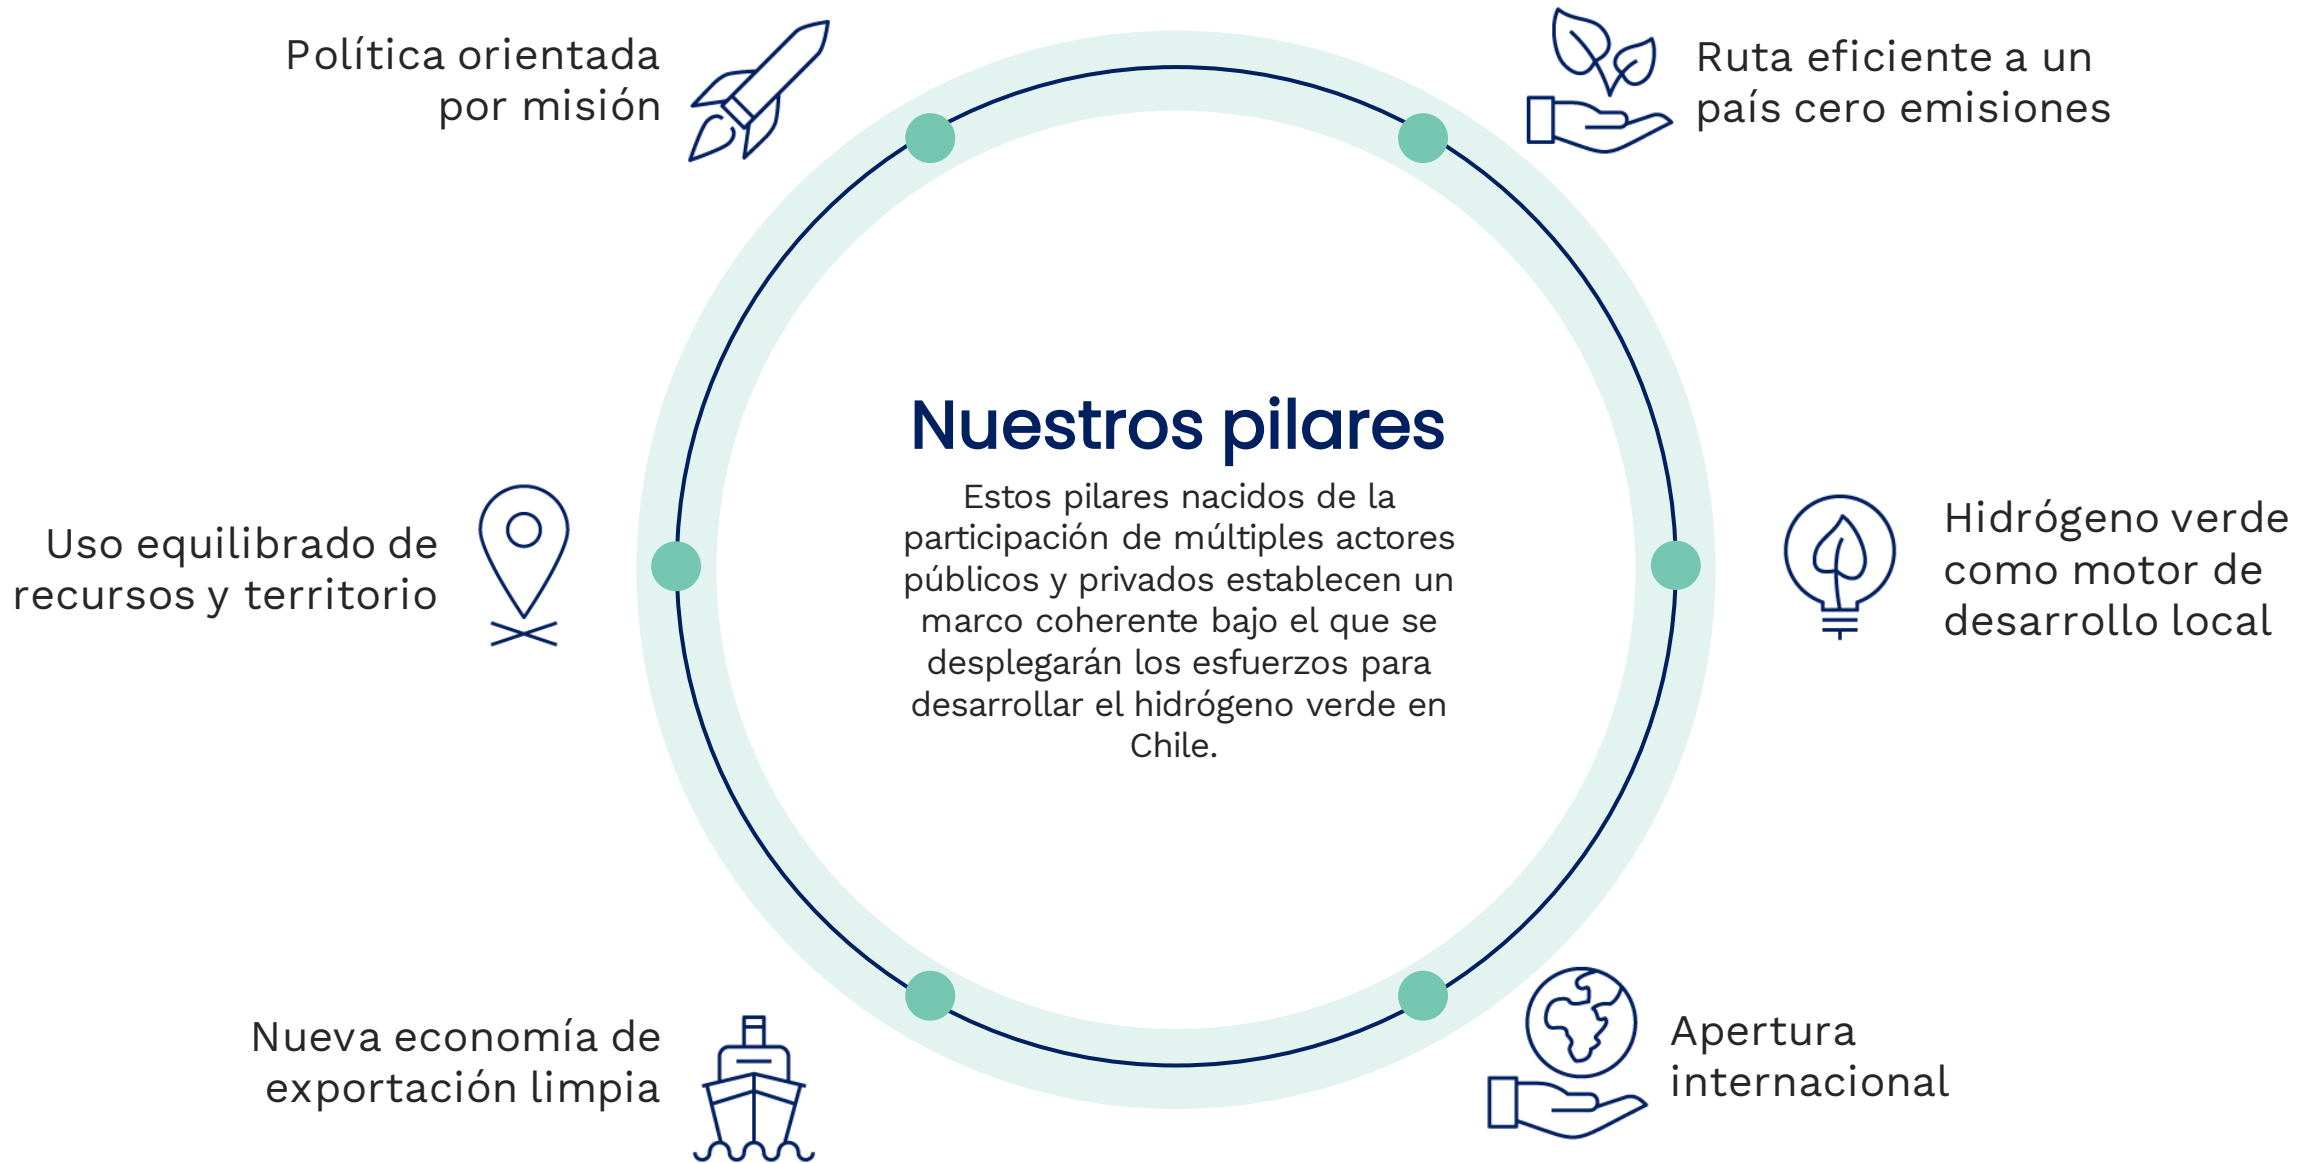 Política orientada
por misión
Ruta eficiente a un
país cero emisiones
Nuestros pilares
Estos pilares nacidos de la
participación de múltiples actores
públicos y privados establecen un
marco coherente bajo el que se
desplegarán los esfuerzos para
desarrollar el hidrógeno verde en
Chile.
Uso equilibrado de
recursos y territorio
Hidrógeno verde
como motor de
desarrollo local
Nueva economía de
exportación limpia
Apertura
internacional